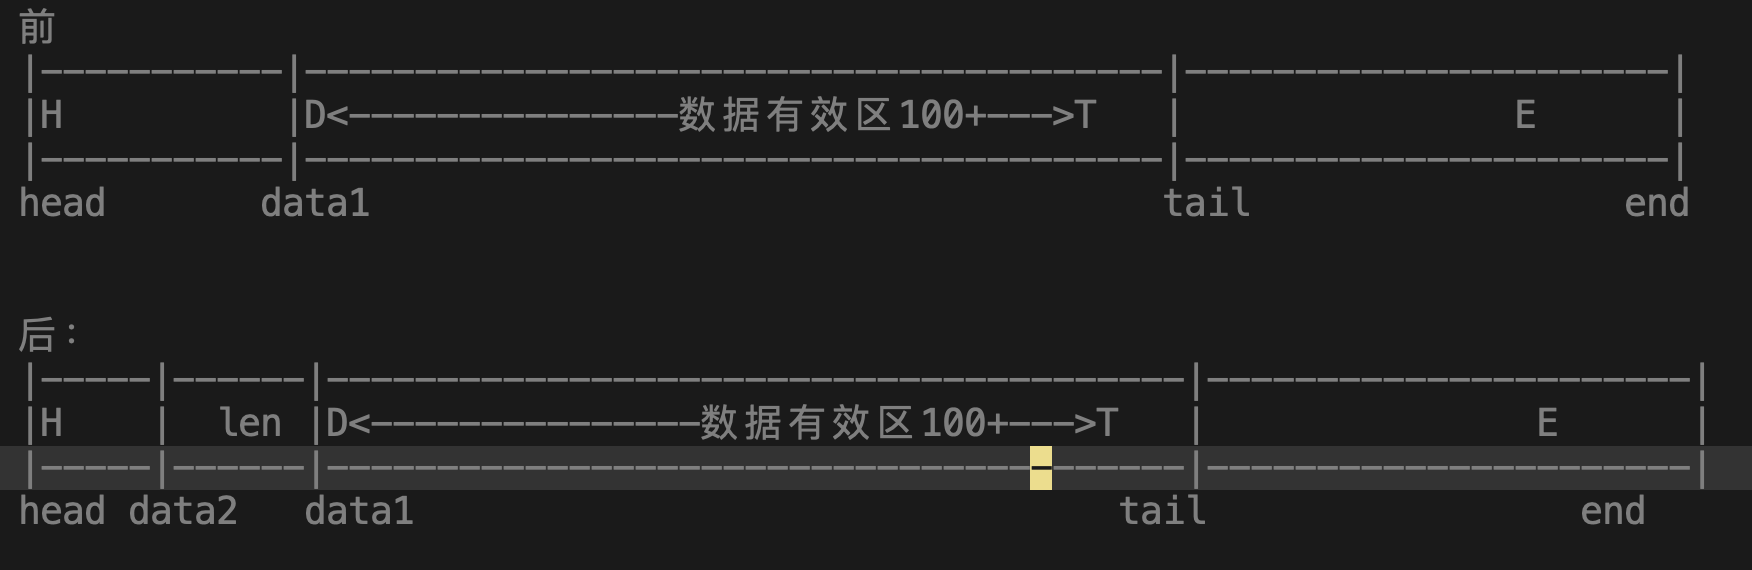 前
|-----------|---------------------------------------|----------------------|
|H          |D<---------------数据有效区100+--->T   |               E      |
|-----------|---------------------------------------|----------------------|
head       data1                                    tail                 end
后：
|-----|------|---------------------------------------|----------------------|
|H    |  len |D<---------------数据有效区100+--->T   |               E      |
|-----|------|---------------------------------------|----------------------|
head data2   data1                                tail                 end